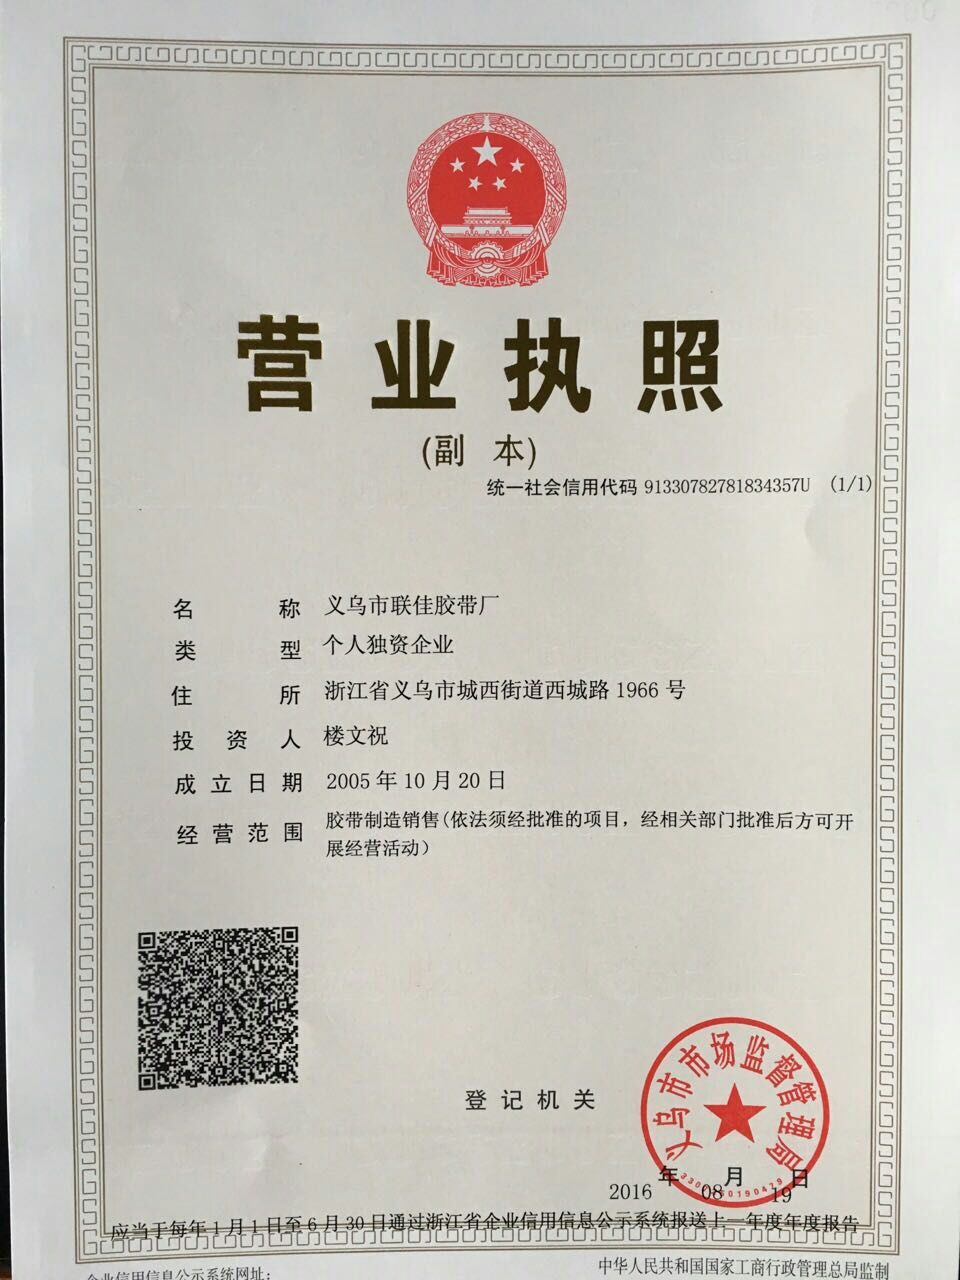 营业执照
(副 本)
统一社会信用代码 91330782781834357U (1/1)
名 称 义乌市联佳胶带厂
类 型 个人独资企业
住 所 浙江省义乌市城西街道西城路 1966 号
投 资 人 楼文祝
成 立 日 期 2005 年 10 月 20 日
经 营 范 围 胶带制造销售(依法须经批准的项目，经相关部门批准后方可开
展经营活动）
登 记 机 关
义乌市市场监督管理局
2016 年 08 月 19 日
应当于每年 1 月 1 日至 6 月 30 日通过浙江省企业信用信息公示系统报送上一年度年度报告
企业信用信息公示系统网址:
中华人民共和国国家工商行政管理总局监制